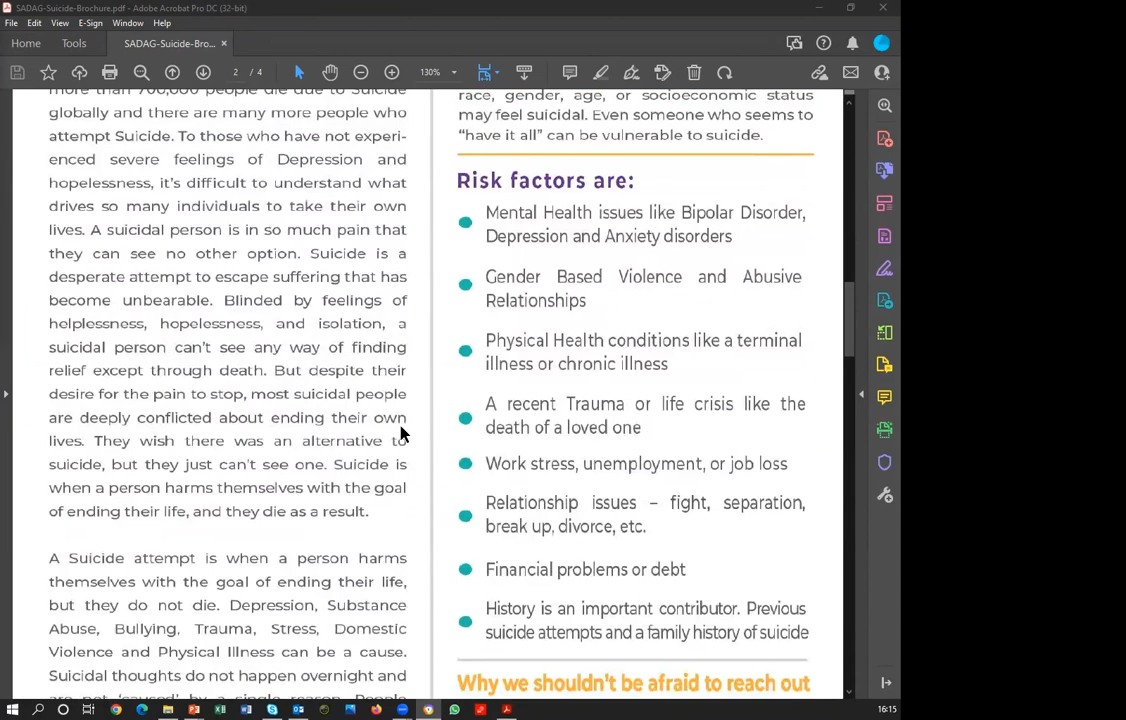 SADAG-Suicide-Brochure.pdf - Adobe Acrobat Pro DC (32-bit)
File Edit View E-Sign Window Help
Home Tools SADAG-Suicide-Bro... ×
2 / 4 130%
more than 700,000 people die due to Suicide
globally and there are many more people who
attempt Suicide. To those who have not experi-
enced severe feelings of Depression and
hopelessness, it's difficult to understand what
drives so many individuals to take their own
lives. A suicidal person is in so much pain that
they can see no other option. Suicide is a
desperate attempt to escape suffering that has
become unbearable. Blinded by feelings of
helplessness, hopelessness, and isolation, a
suicidal person can't see any way of finding
relief except through death. But despite their
desire for the pain to stop, most suicidal people
are deeply conflicted about ending their own
lives. They wish there was an alternative to
suicide, but they just can't see one. Suicide is
when a person harms themselves with the goal
of ending their life, and they die as a result.
A Suicide attempt is when a person harms
themselves with the goal of ending their life,
but they do not die. Depression, Substance
Abuse, Bullying, Trauma, Stress, Domestic
Violence and Physical Illness can be a cause.
Suicidal thoughts do not happen overnight and
are not 'caused' by a single reason. People
race, gender, age, or socioeconomic status
may feel suicidal. Even someone who seems to
"have it all" can be vulnerable to suicide.
Risk factors are:
Mental Health issues like Bipolar Disorder,
Depression and Anxiety disorders
Gender Based Violence and Abusive
Relationships
Physical Health conditions like a terminal
illness or chronic illness
A recent Trauma or life crisis like the
death of a loved one
Work stress, unemployment, or job loss
Relationship issues – fight, separation,
break up, divorce, etc.
Financial problems or debt
History is an important contributor. Previous
suicide attempts and a family history of suicide
Why we shouldn't be afraid to reach out
16:15